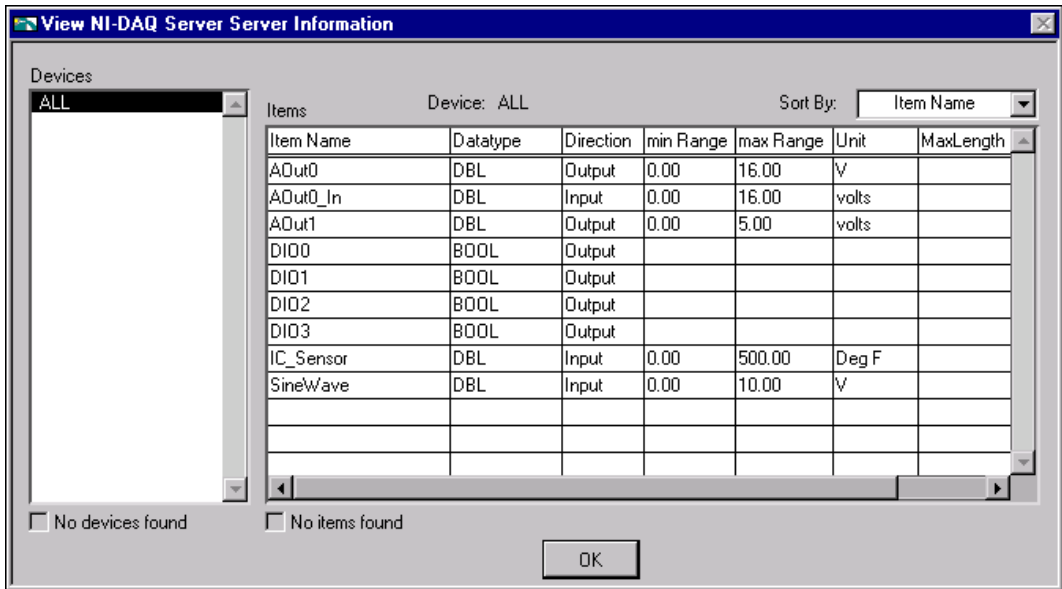 View NI-DAQ Server Server Information
Devices
ALL
Items Device: ALL Sort By: Item Name
Item Name Datatype Direction min Range max Range Unit MaxLength
AOut0 DBL Output 0.00 16.00 V
AOut0_In DBL Input 0.00 16.00 volts
AOut1 DBL Output 0.00 5.00 volts
DIO0 BOOL Output
DIO1 BOOL Output
DIO2 BOOL Output
DIO3 BOOL Output
IC_Sensor DBL Input 0.00 500.00 Deg F
SineWave DBL Input 0.00 10.00 V
No devices found No items found
OK